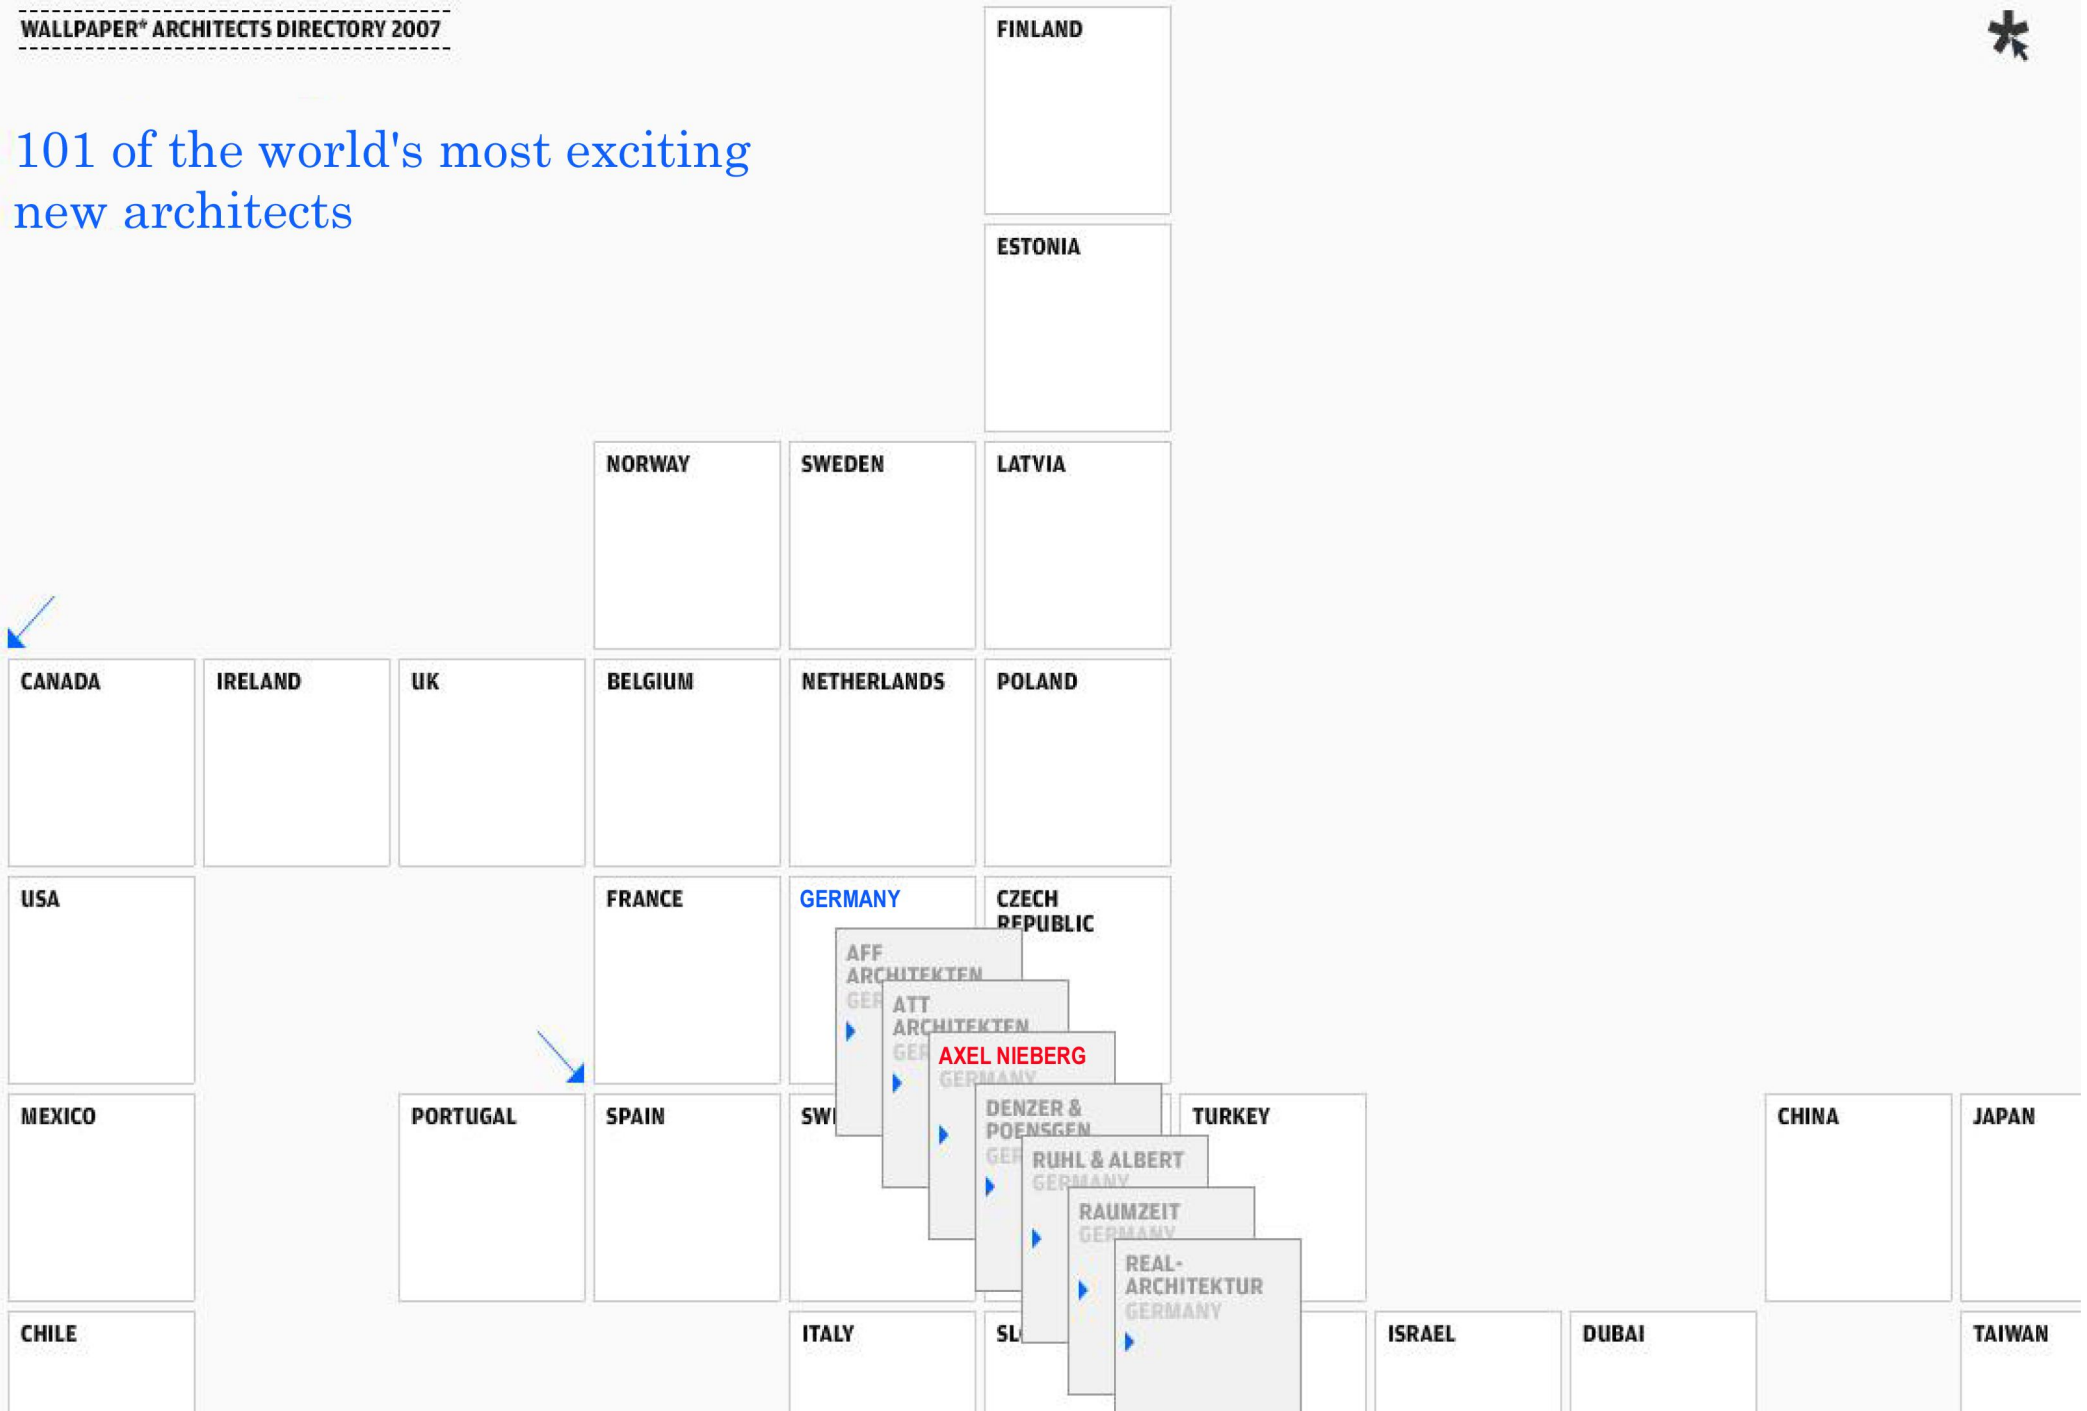 WALLPAPER* ARCHITECTS DIRECTORY 2007
101 of the world's most exciting
new architects
FINLAND
ESTONIA
NORWAY
SWEDEN
LATVIA
CANADA
IRELAND
UK
BELGIUM
NETHERLANDS
POLAND
USA
FRANCE
GERMANY
CZECH
REPUBLIC
AFF
ARCHITEKTEN
ATT
ARCHITEKTEN
AXEL NIEBERG
GERMANY
DENZER &
POENSGEN
RUHL & ALBERT
GERMANY
RAUMZEIT
GERMANY
REAL-
ARCHITEKTUR
GERMANY
MEXICO
PORTUGAL
SPAIN
TURKEY
CHINA
JAPAN
CHILE
ITALY
ISRAEL
DUBAI
TAIWAN